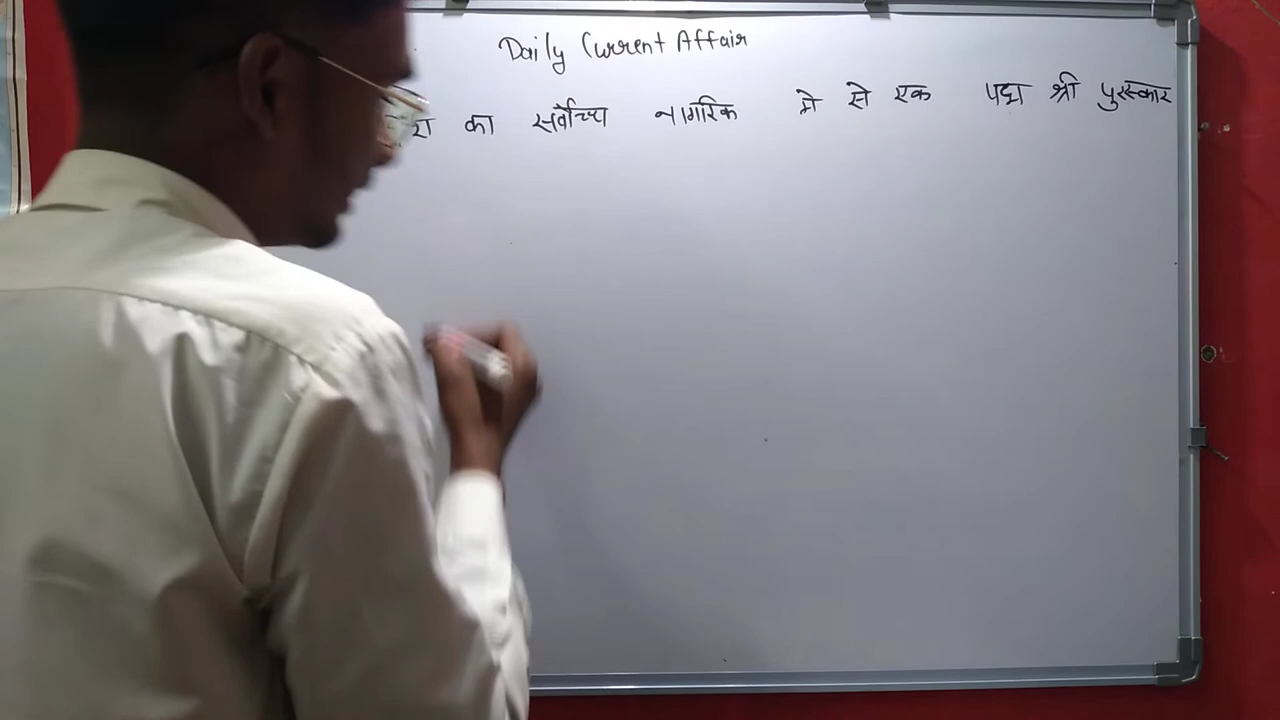 Daily Current Affair
का सर्वोच्च नागरिक मे से एक पद्म श्री पुरस्कार